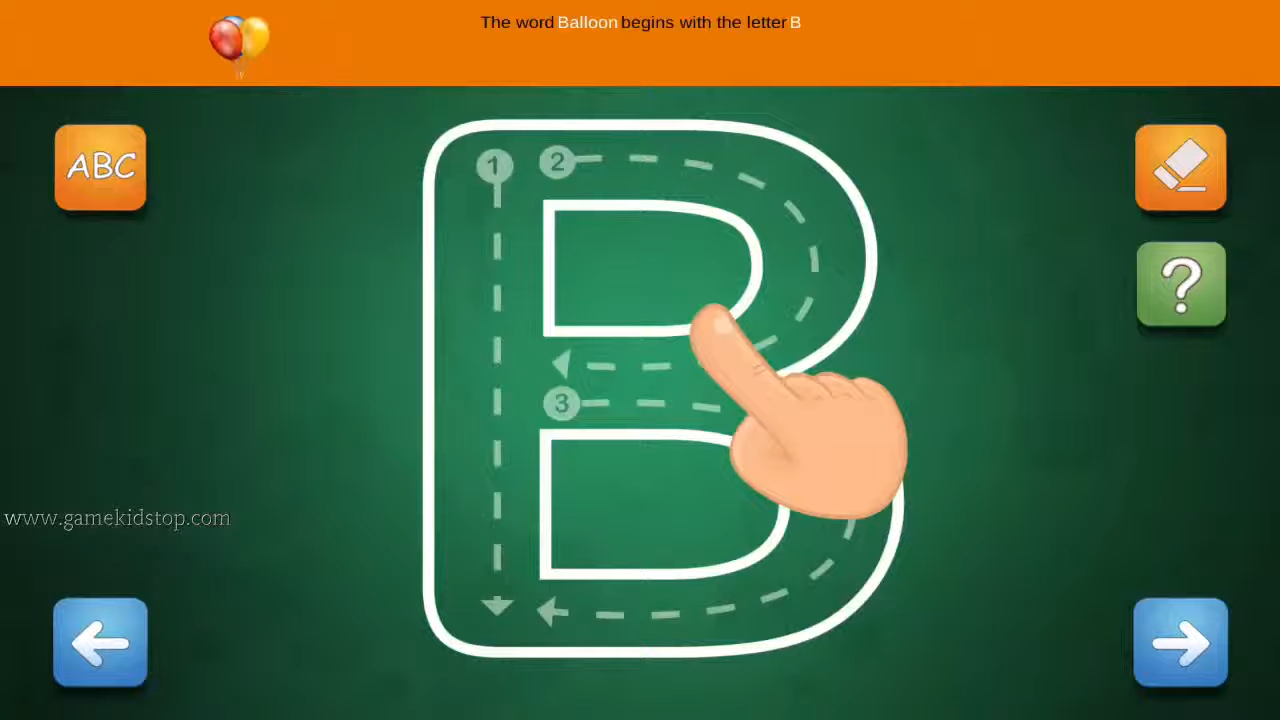 The word Balloon begins with the letter B
ABC
1 2
?
3
www.gamekidstop.com
B